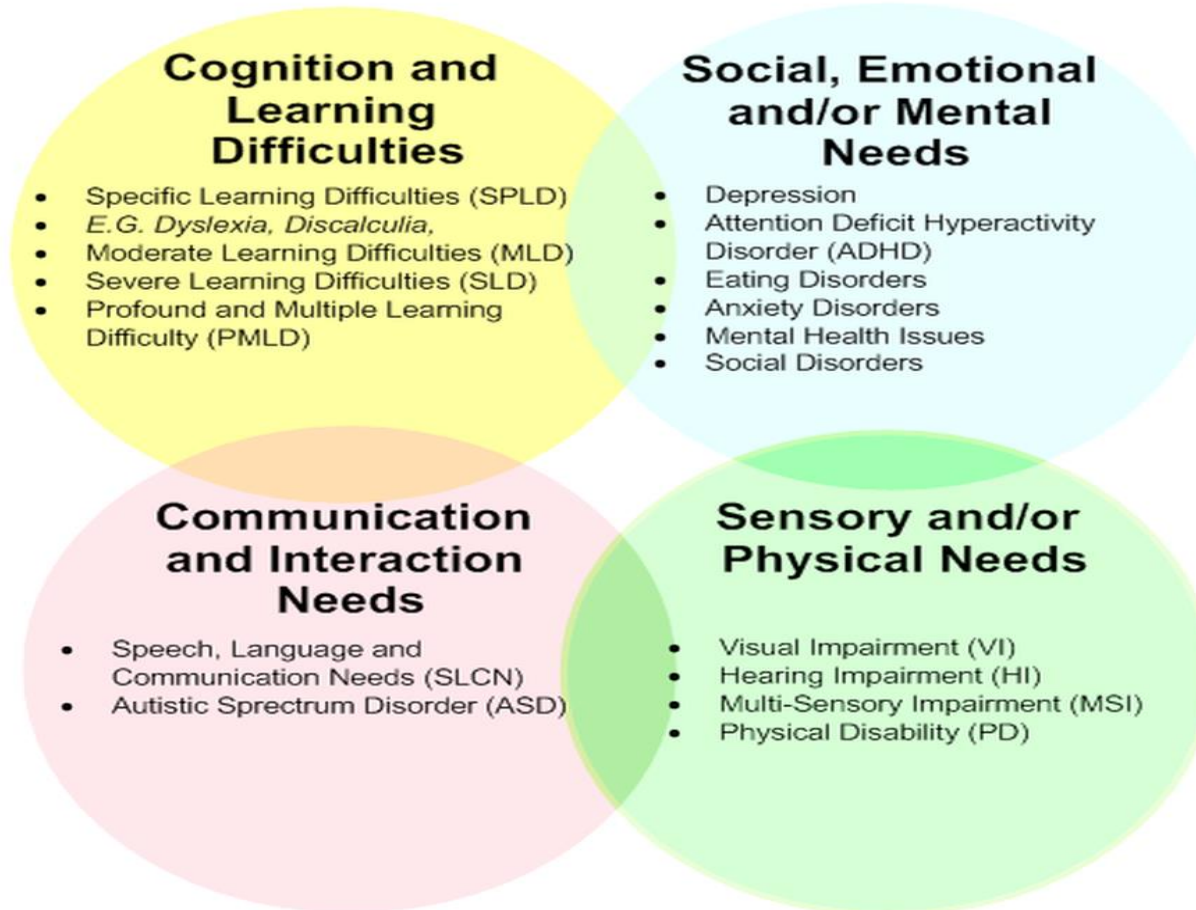 Cognition and
Learning
Difficulties
• Specific Learning Difficulties (SPLD)
• E.G. Dyslexia, Discalculia,
• Moderate Learning Difficulties (MLD)
• Severe Learning Difficulties (SLD)
• Profound and Multiple Learning
Difficulty (PMLD)
Social, Emotional
and/or Mental
Needs
• Depression
• Attention Deficit Hyperactivity
Disorder (ADHD)
• Eating Disorders
• Anxiety Disorders
• Mental Health Issues
• Social Disorders
Communication
and Interaction
Needs
• Speech, Language and
Communication Needs (SLCN)
• Autistic Sprectrum Disorder (ASD)
Sensory and/or
Physical Needs
• Visual Impairment (VI)
• Hearing Impairment (HI)
• Multi-Sensory Impairment (MSI)
• Physical Disability (PD)